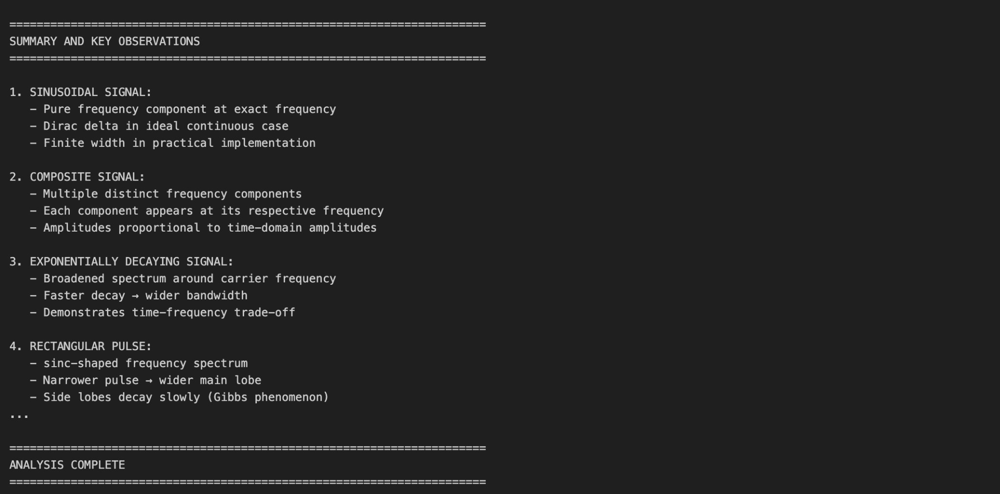 ======================================================================
SUMMARY AND KEY OBSERVATIONS
======================================================================
1. SINUSOIDAL SIGNAL:
– Pure frequency component at exact frequency
– Dirac delta in ideal continuous case
– Finite width in practical implementation
2. COMPOSITE SIGNAL:
– Multiple distinct frequency components
– Each component appears at its respective frequency
– Amplitudes proportional to time–domain amplitudes
3. EXPONENTIALLY DECAYING SIGNAL:
– Broadened spectrum around carrier frequency
– Faster decay → wider bandwidth
– Demonstrates time–frequency trade–off
4. RECTANGULAR PULSE:
– sinc–shaped frequency spectrum
– Narrower pulse → wider main lobe
– Side lobes decay slowly (Gibbs phenomenon)
...
======================================================================
ANALYSIS COMPLETE
======================================================================